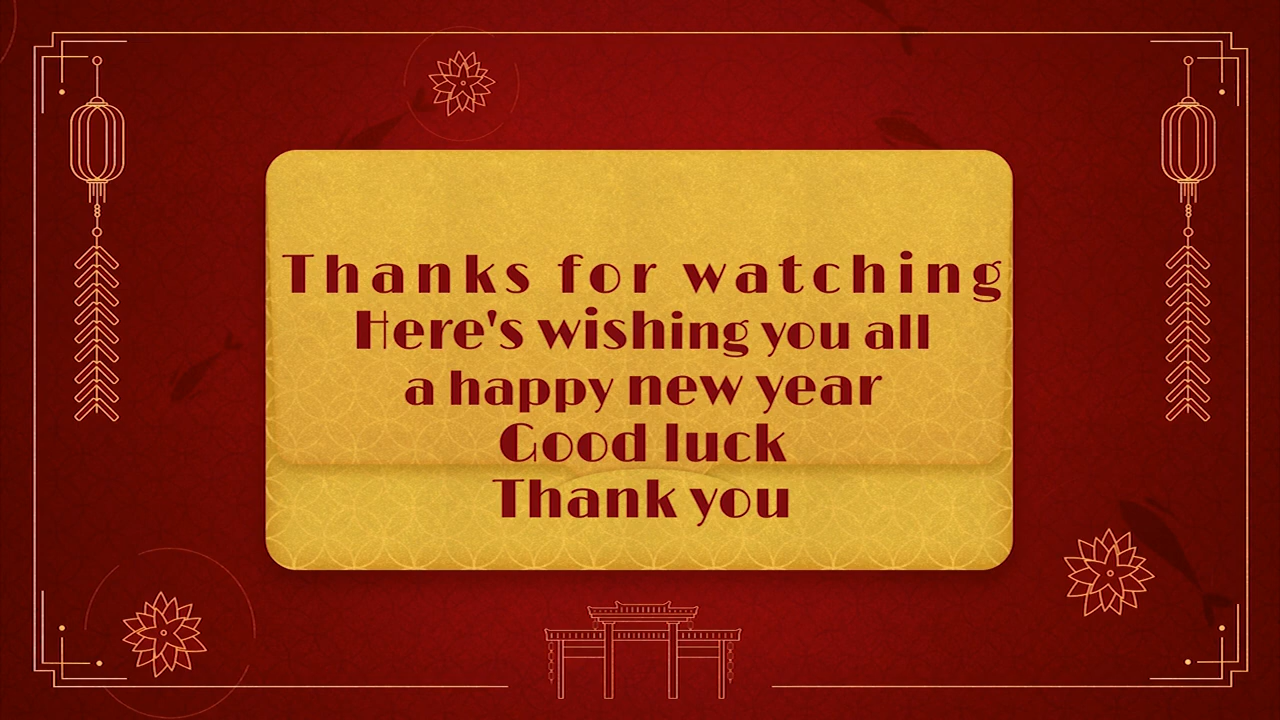 Thanks for watching
Here's wishing you all
a happy new year
Good luck
Thank you